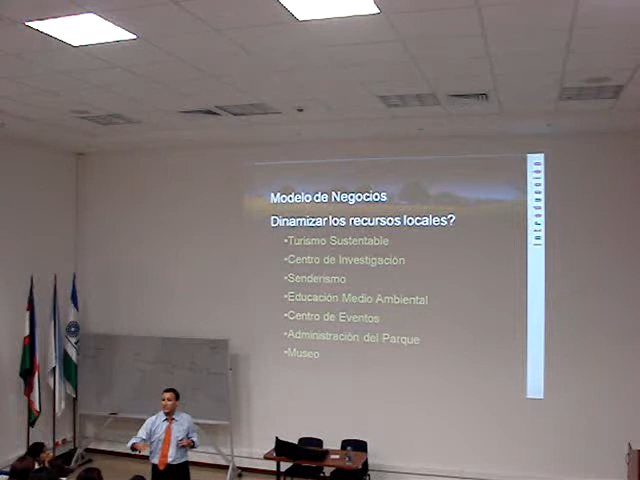 Modelo de Negocios
Dinamizar los recursos locales?
•Turismo Sustentable
•Centro de Investigación
•Senderismo
•Educación Medio Ambiental
•Centro de Eventos
•Administración del Parque
•Museo
Introducción